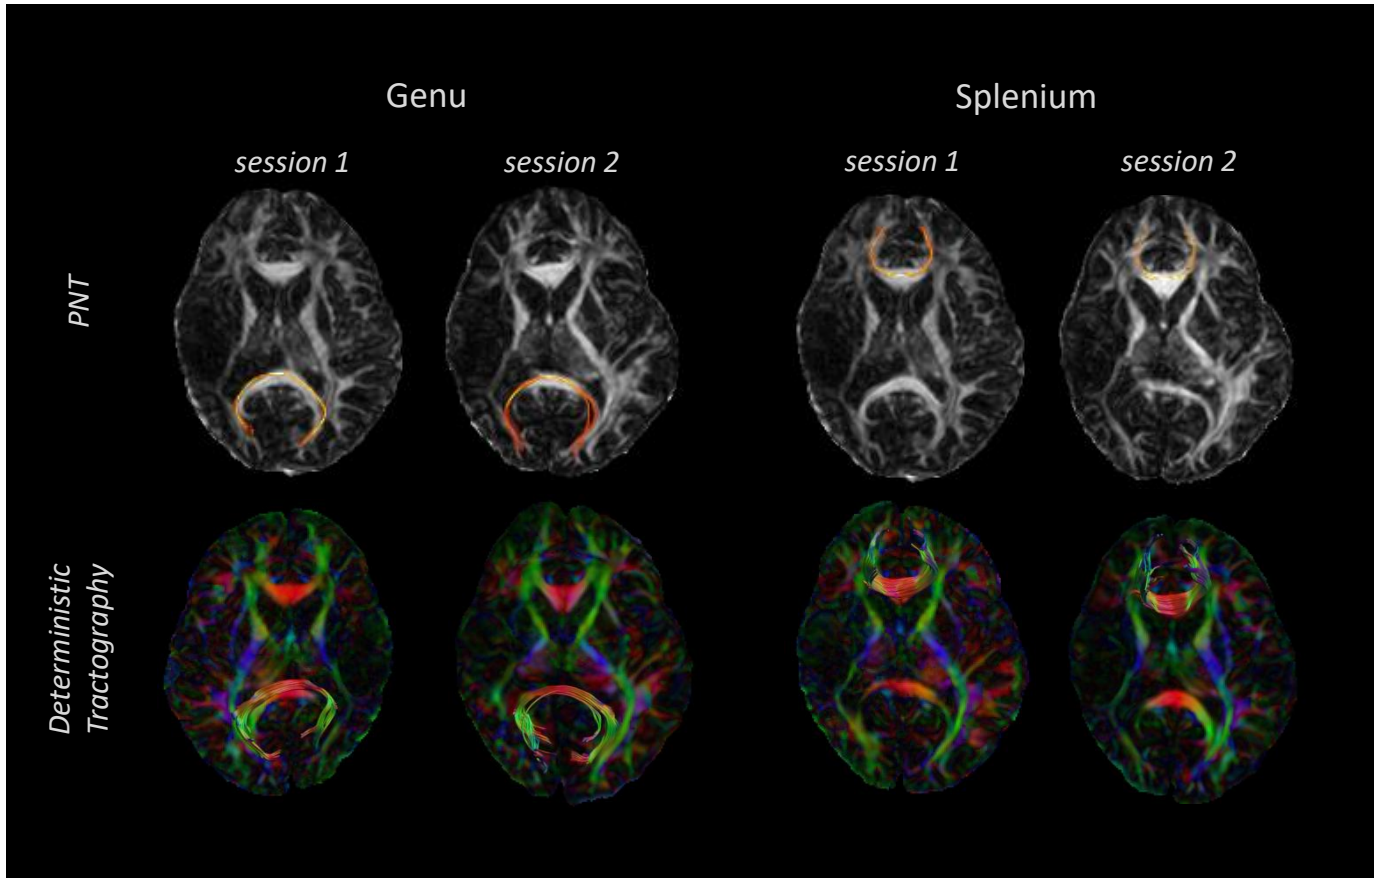 Genu
Splenium
session 1
session 2
session 1
session 2
PNT
Deterministic
Tractography